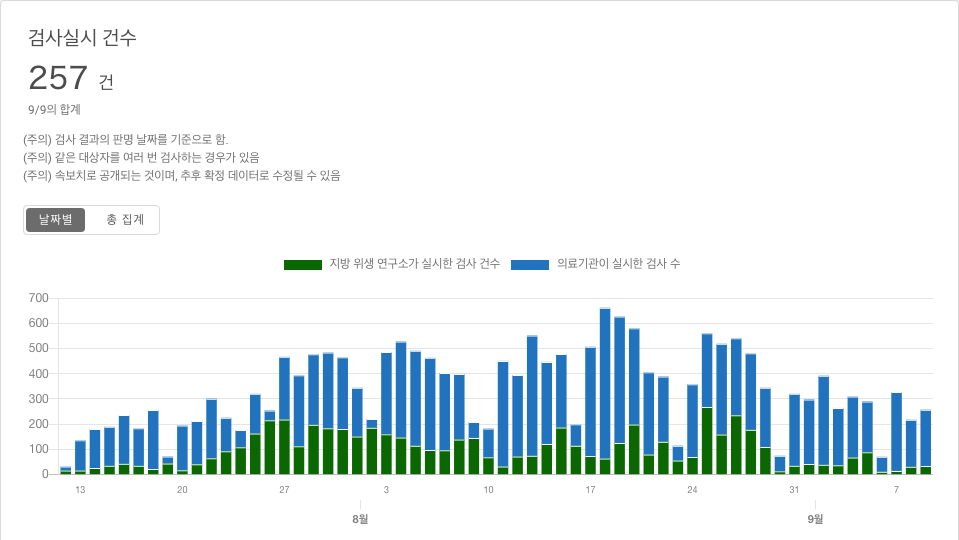 검사실시 건수
257 건
9/9의 합계
(주의) 검사 결과의 판명 날짜를 기준으로 함.
(주의) 같은 대상자를 여러 번 검사하는 경우가 있음
(주의) 속보치로 공개되는 것이며, 추후 확정 데이터로 수정될 수 있음
날짜별 총 집계
지방 위생 연구소가 실시한 검사 건수 의료기관이 실시한 검사 수
700
600
500
400
300
200
100
0
13 20 27 3 10 17 24 31 7
8월 9월